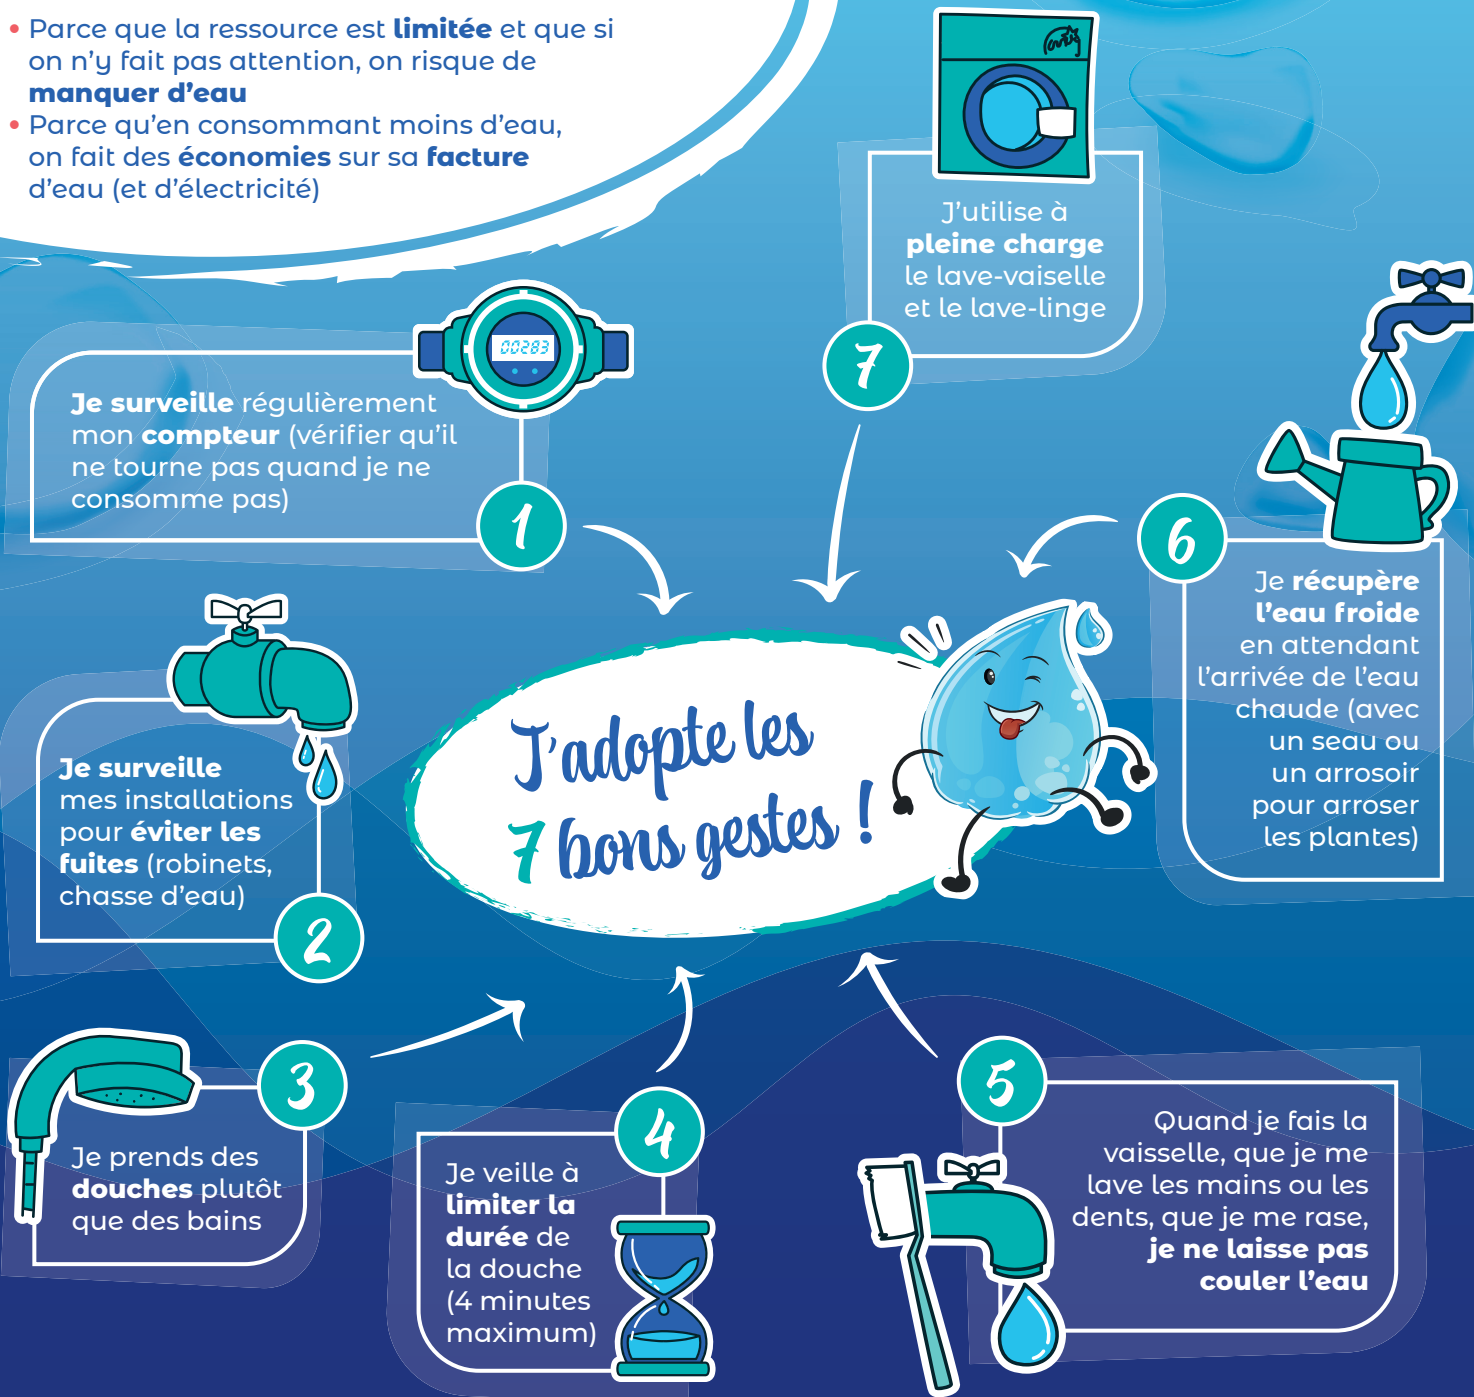 • Parce que la ressource est limitée et que si
on n'y fait pas attention, on risque de
manquer d'eau
• Parce qu'en consommant moins d'eau,
on fait des économies sur sa facture
d'eau (et d'électricité)
J'utilise à
pleine charge
le lave-vaiselle
et le lave-linge
7
00283
Je surveille régulièrement
mon compteur (vérifier qu'il
ne tourne pas quand je ne
consomme pas)
1
6
Je récupère
l'eau froide
en attendant
l'arrivée de l'eau
chaude (avec
un seau ou
un arrosoir
pour arroser
les plantes)
J'adopte les
7 bons gestes !
Je surveille
mes installations
pour éviter les
fuites (robinets,
chasse d'eau)
2
3
Je prends des
douches plutôt
que des bains
4
Je veille à
limiter la
durée de
la douche
(4 minutes
maximum)
5
Quand je fais la
vaisselle, que je me
lave les mains ou les
dents, que je me rase,
je ne laisse pas
couler l'eau